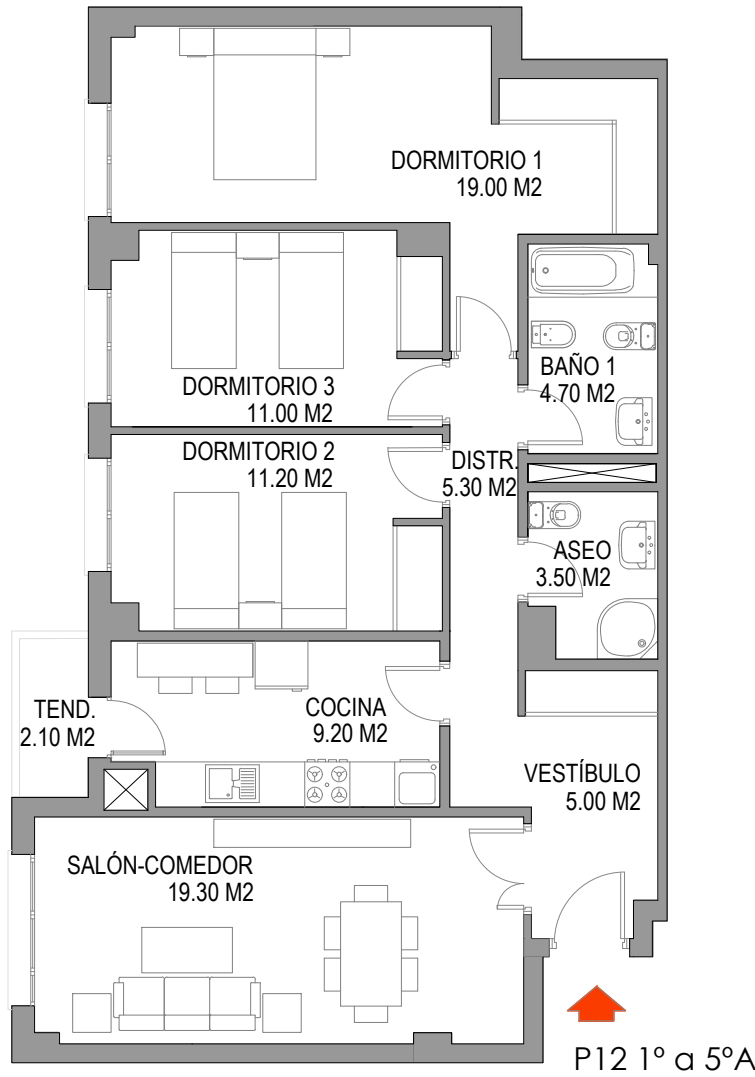 DORMITORIO 1
19.00 M2
DORMITORIO 3
11.00 M2
BAÑO 1
4.70 M2
DORMITORIO 2
11.20 M2
DISTR.
5.30 M2
ASEO
3.50 M2
TEND.
2.10 M2
COCINA
9.20 M2
VESTÍBULO
5.00 M2
SALÓN-COMEDOR
19.30 M2
P12 1º a 5ºA